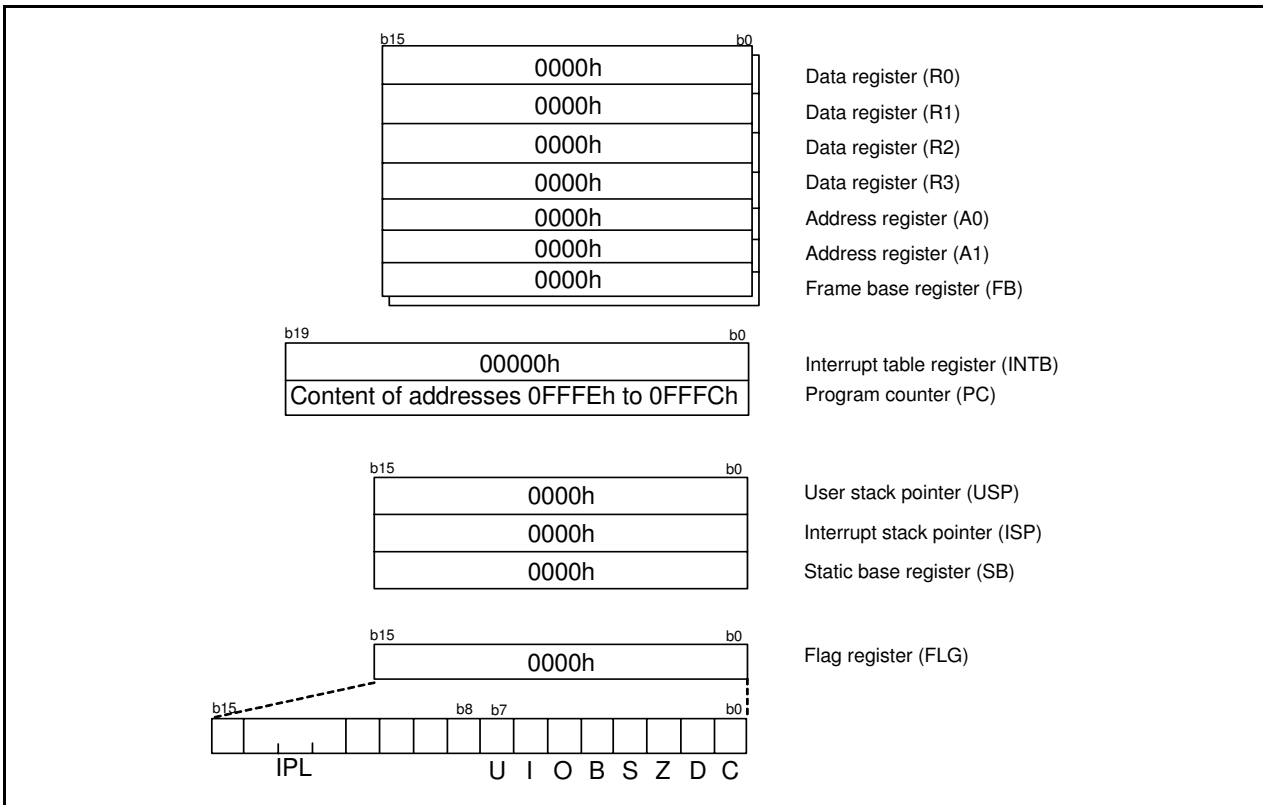 b15 b0
0000h Data register (R0)
0000h Data register (R1)
0000h Data register (R2)
0000h Data register (R3)
0000h Address register (A0)
0000h Address register (A1)
0000h Frame base register (FB)
b19 b0
00000h Interrupt table register (INTB)
Content of addresses 0FFFEh to 0FFFCh Program counter (PC)
b15 b0
0000h User stack pointer (USP)
0000h Interrupt stack pointer (ISP)
0000h Static base register (SB)
b15 b0
0000h Flag register (FLG)
b15 b8 b7 b0
IPL U I O B S Z D C